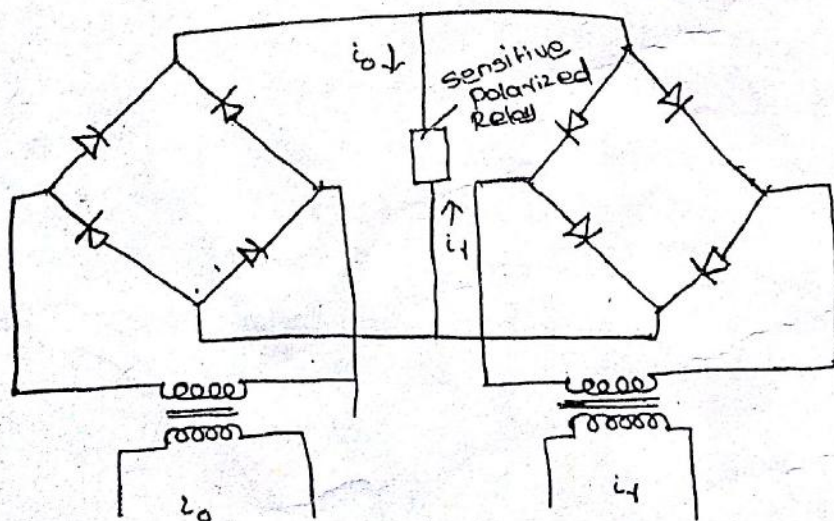 i₀ ↓
Sensitive
Polarized
Relay
↑
i₁
i₀
i₁